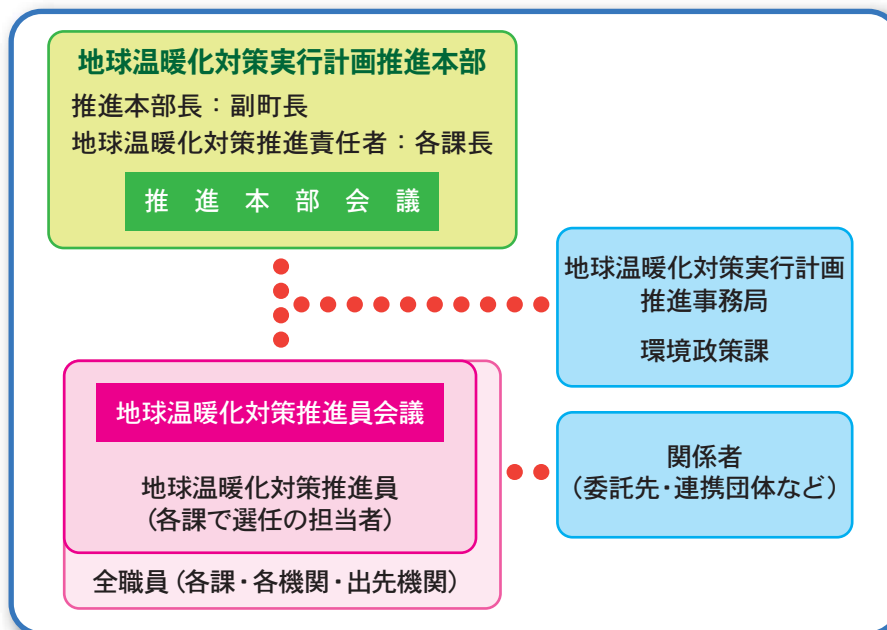 地球温暖化対策実行計画推進本部
推進本部長：副町長
地球温暖化対策推進責任者：各課長
推進本部会議
地球温暖化対策実行計画
推進事務局
環境政策課
地球温暖化対策推進員会議
地球温暖化対策推進員
（各課で選任の担当者）
全職員（各課・各機関・出先機関）
関係者
（委託先・連携団体など）